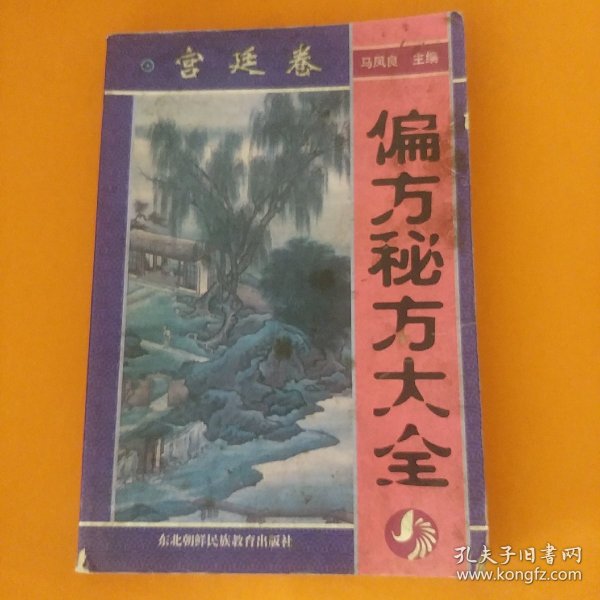 宫廷卷
马凤良 主编
偏方秘方大全
东北朝鲜民族教育出版社
孔夫子旧书网
www.kongfz.com